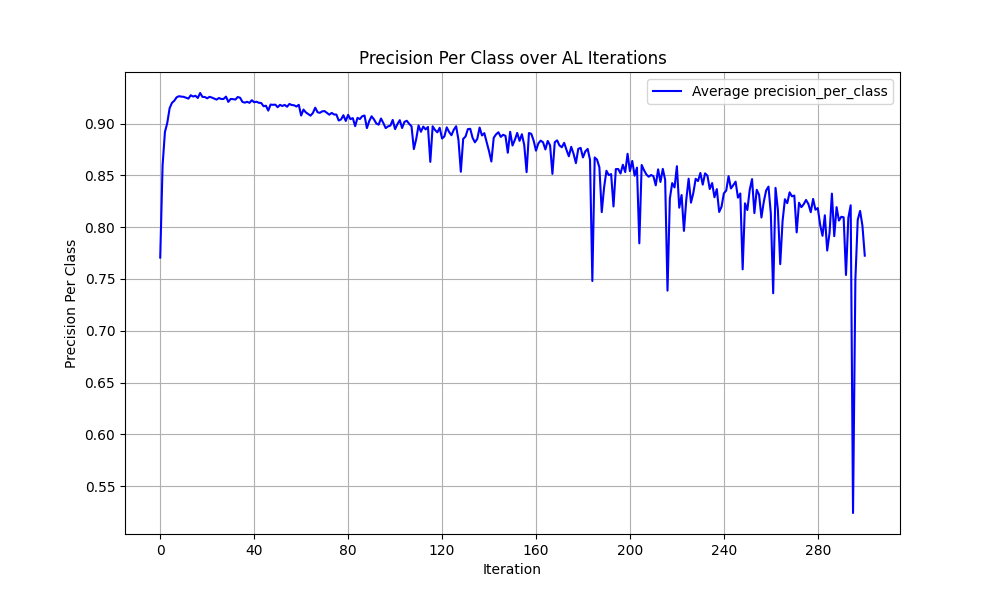 Precision Per Class over AL Iterations
Average precision_per_class
Precision Per Class
0.90
0.85
0.80
0.75
0.70
0.65
0.60
0.55
0 40 80 120 160 200 240 280
Iteration